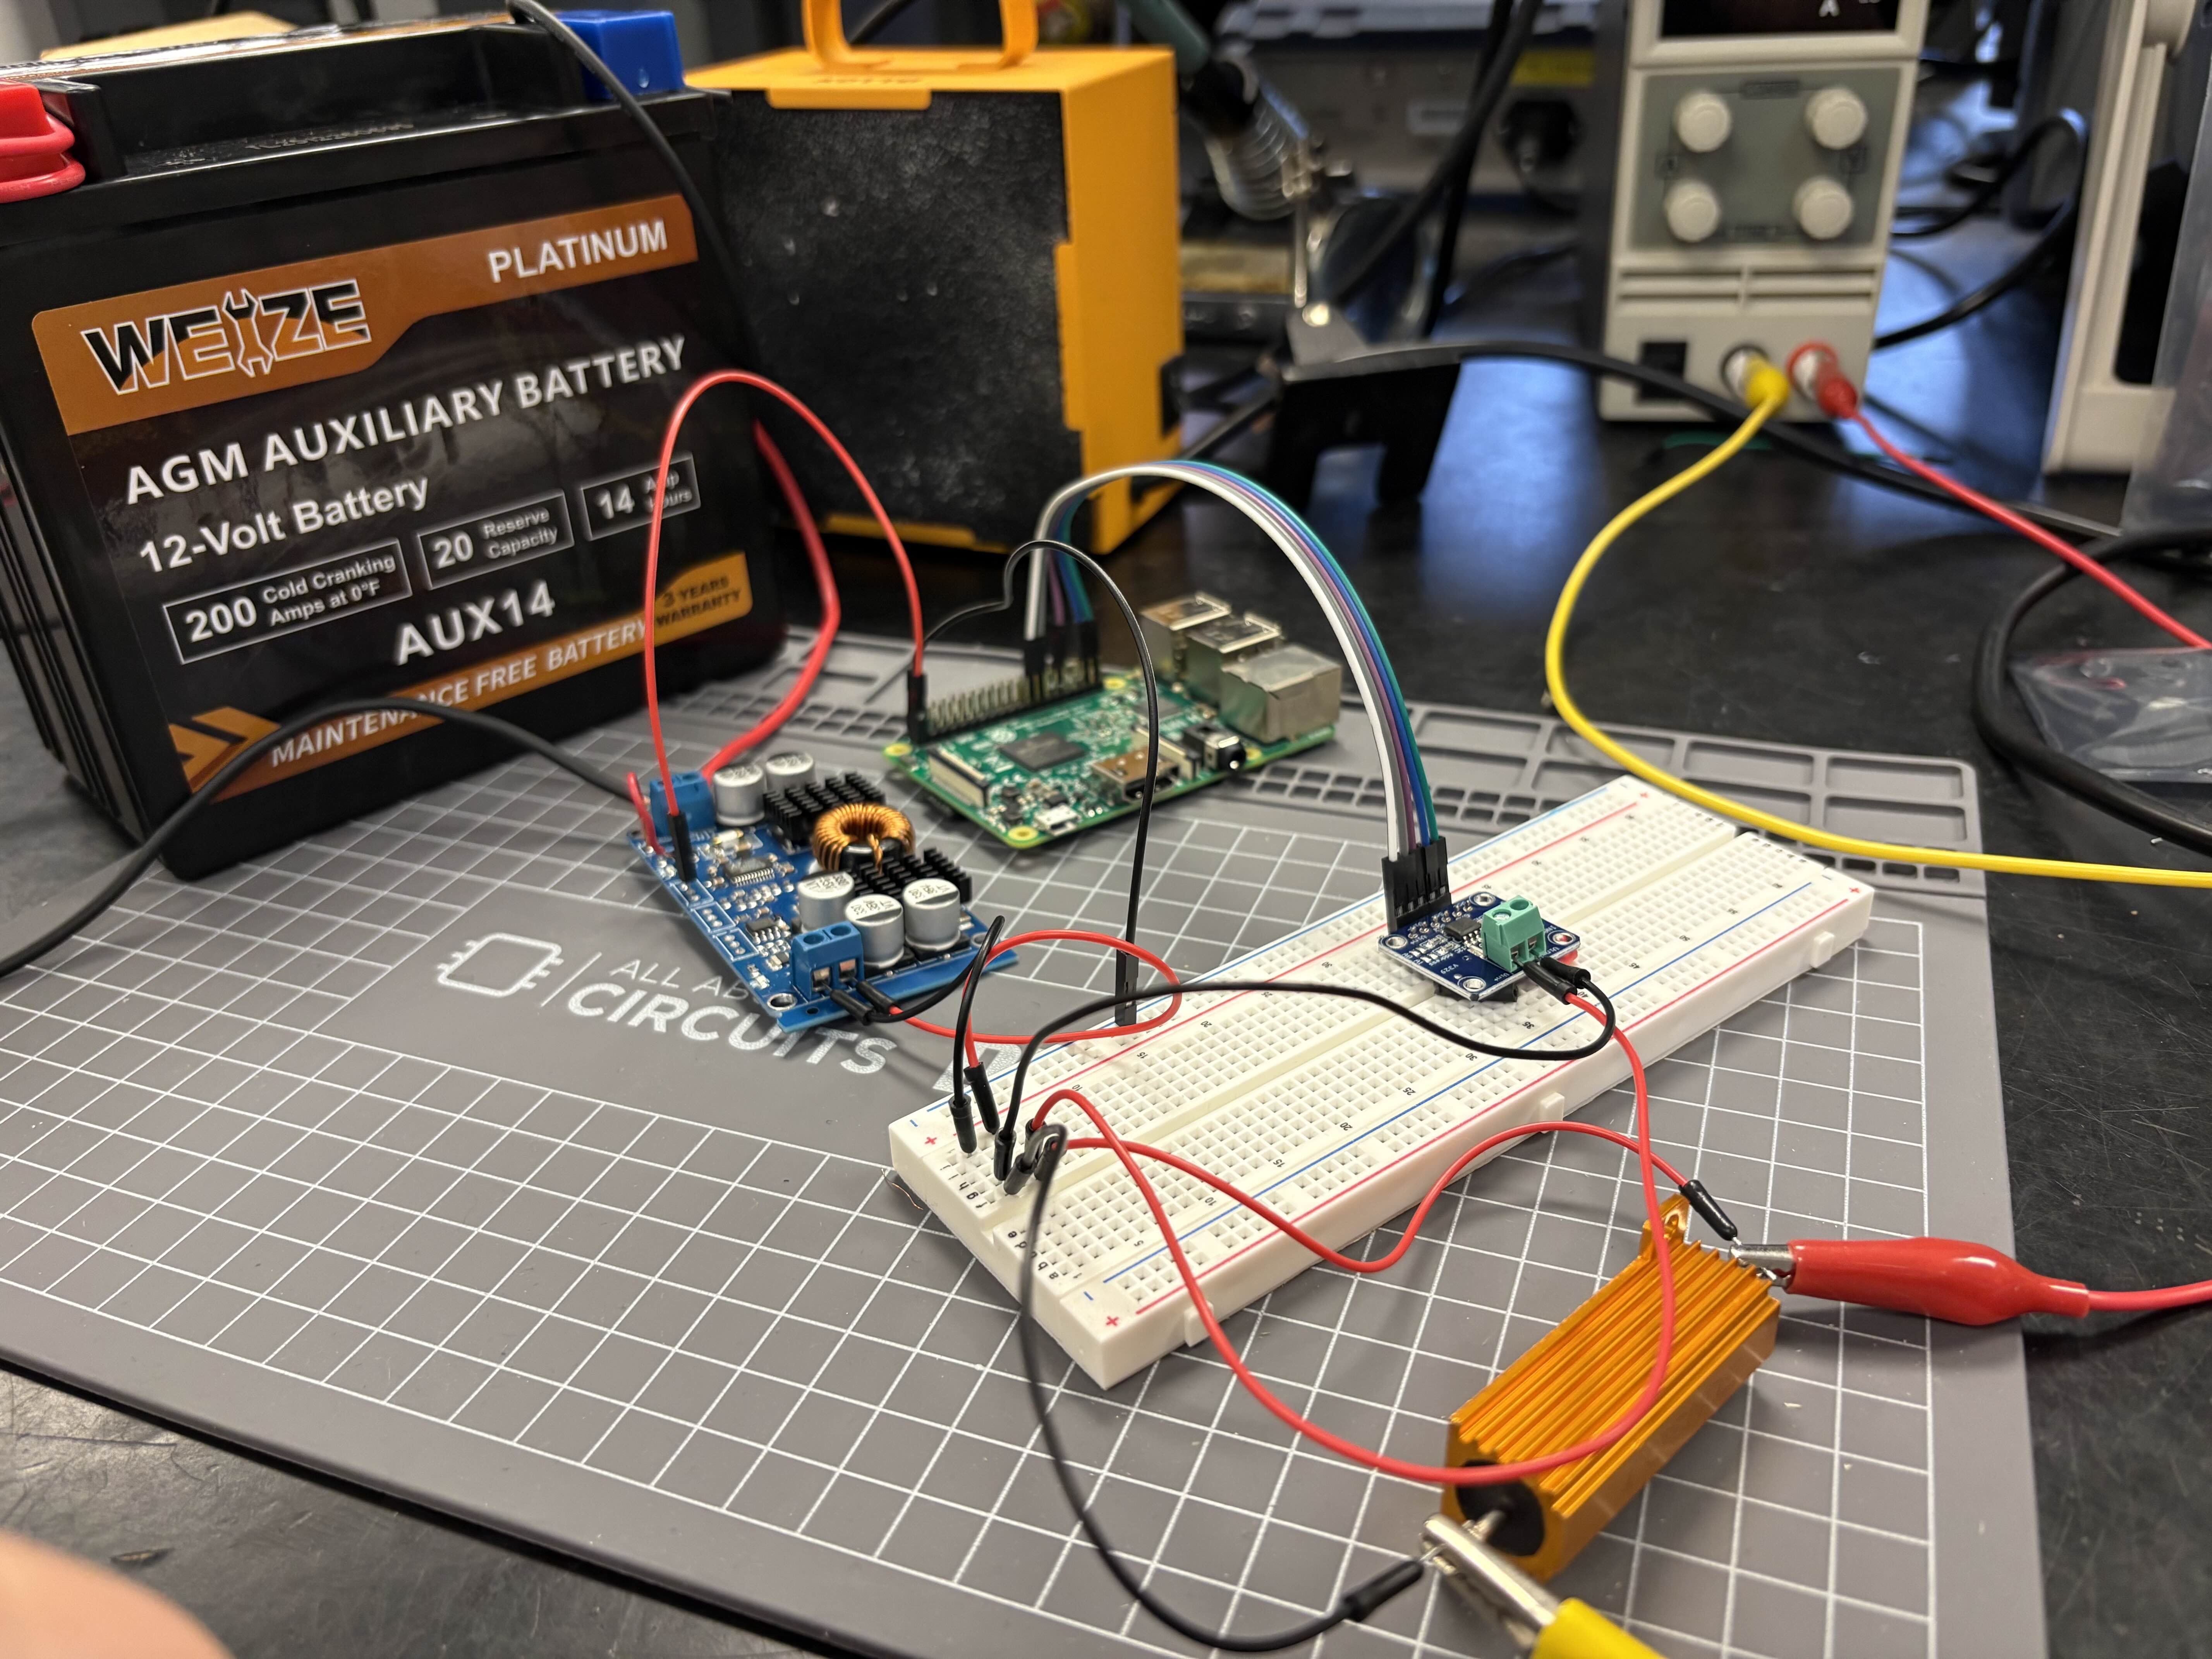 WEIZE
PLATINUM
AGM AUXILIARY BATTERY
12-Volt Battery
200 Cold Cranking Amps at 0°F
20 Reserve Capacity
14 Amp Hours
AUX14
3 YEARS
WARRANTY
MAINTENANCE FREE BATTERY
ALL AB
CIRCUITS